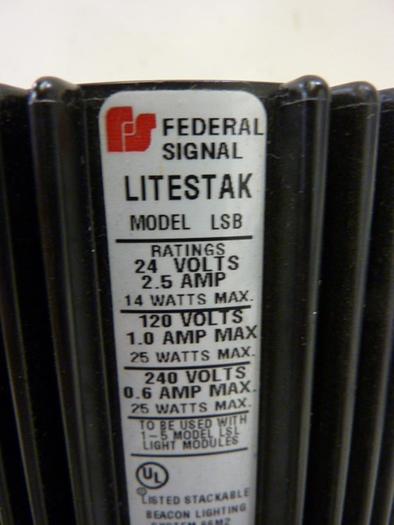 FEDERAL
SIGNAL
LITESTAK
MODEL LSB
RATINGS
24 VOLTS
2.5 AMP
14 WATTS MAX.
120 VOLTS
1.0 AMP MAX
25 WATTS MAX.
240 VOLTS
0.6 AMP MAX.
25 WATTS MAX.
TO BE USED WITH
1-5 MODEL LSL
LIGHT MODULES
UL
LISTED STACKABLE
BEACON LIGHTING